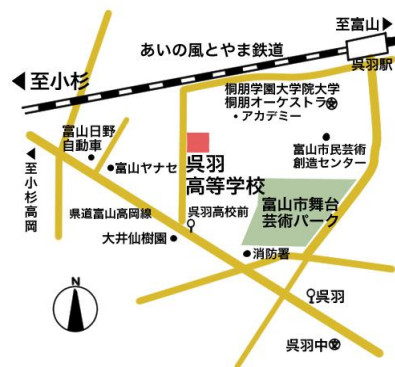 至富山▶
あいの風とやま鉄道
呉羽駅
◀至小杉
桐朋学園大学院大学
桐朋オーケストラ
・アカデミー
富山日野
自動車
富山市民芸術
創造センター
◀至小杉高岡
富山ヤナセ
呉羽
高等学校
富山市舞台
芸術パーク
県道富山高岡線
呉羽高校前
大井仙樹園
消防署
N
呉羽
呉羽中文